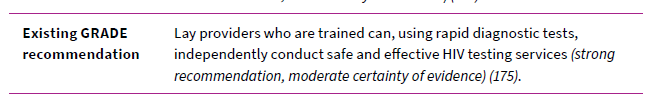 Existing GRADE
recommendation
Lay providers who are trained can, using rapid diagnostic tests,
independently conduct safe and effective HIV testing services (strong
recommendation, moderate certainty of evidence) (175).